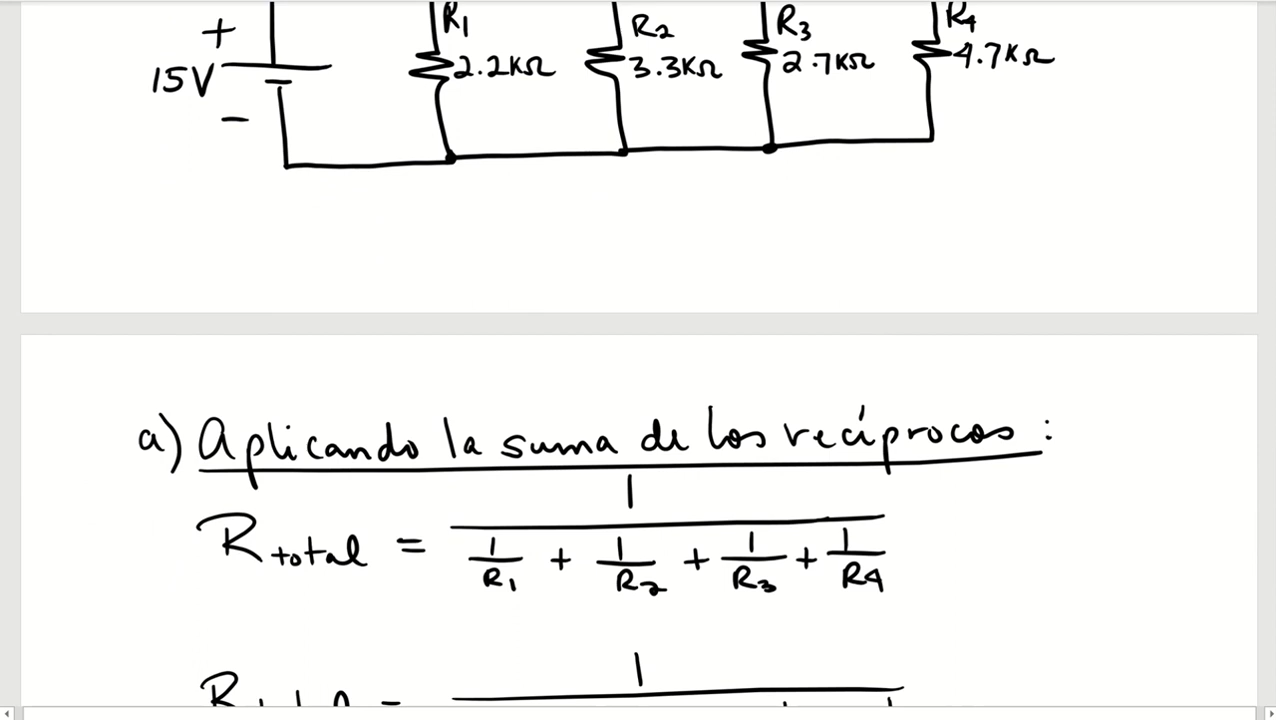 + R1 R2 R3 R4
15V 2.2KΩ 3.3KΩ 2.7KΩ 4.7KΩ
−
a) Aplicando la suma de los recíprocos:
1
Rtotal = 1/R1 + 1/R2 + 1/R3 + 1/R4
1